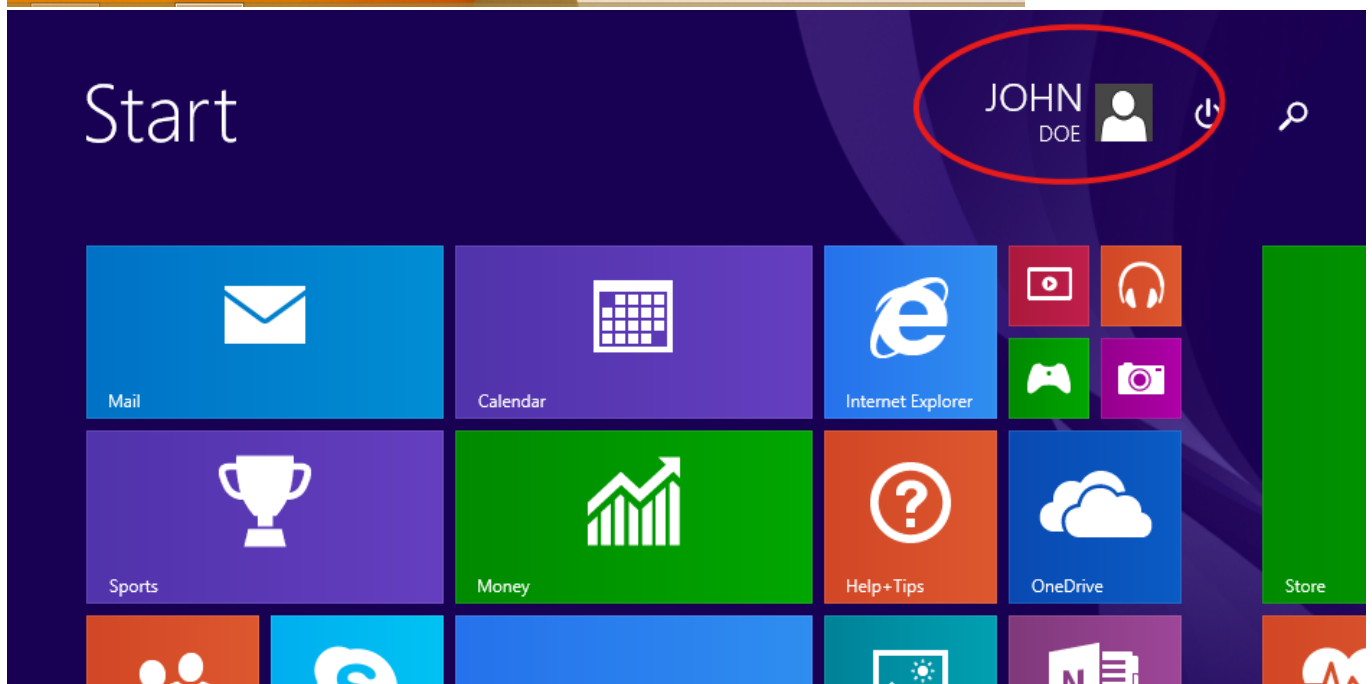 Start
JOHN
DOE
Mail
Calendar
Internet Explorer
Sports
Money
Help+Tips
OneDrive
Store
N